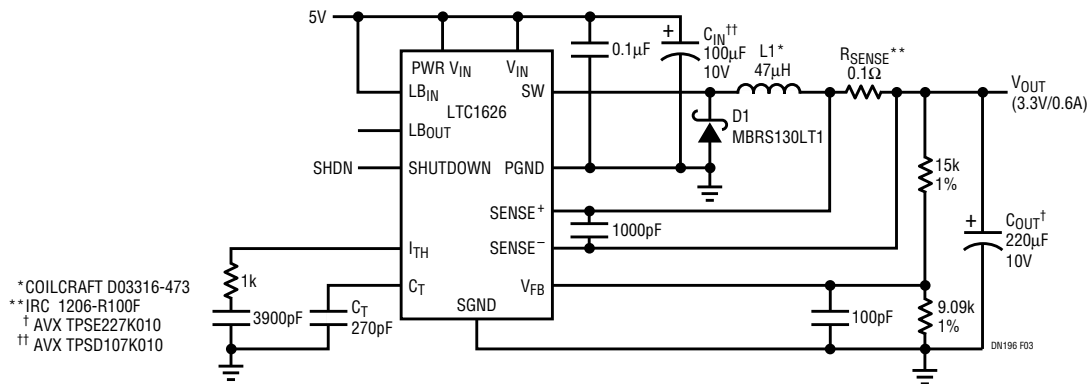 5V
0.1µF
+
C_IN††
100µF
10V
L1*
47µH
R_SENSE**
0.1Ω
V_OUT
(3.3V/0.6A)
PWR V_IN
V_IN
LB_IN
SW
LTC1626
LB_OUT
D1
MBRS130LT1
SHDN
SHUTDOWN
PGND
15k
1%
SENSE+
1000pF
SENSE−
+
C_OUT†
220µF
10V
I_TH
1k
C_T
V_FB
SGND
3900pF
C_T
270pF
100pF
9.09k
1%
*COILCRAFT D03316-473
**IRC 1206-R100F
† AVX TPSE227K010
†† AVX TPSD107K010
DN196 F03